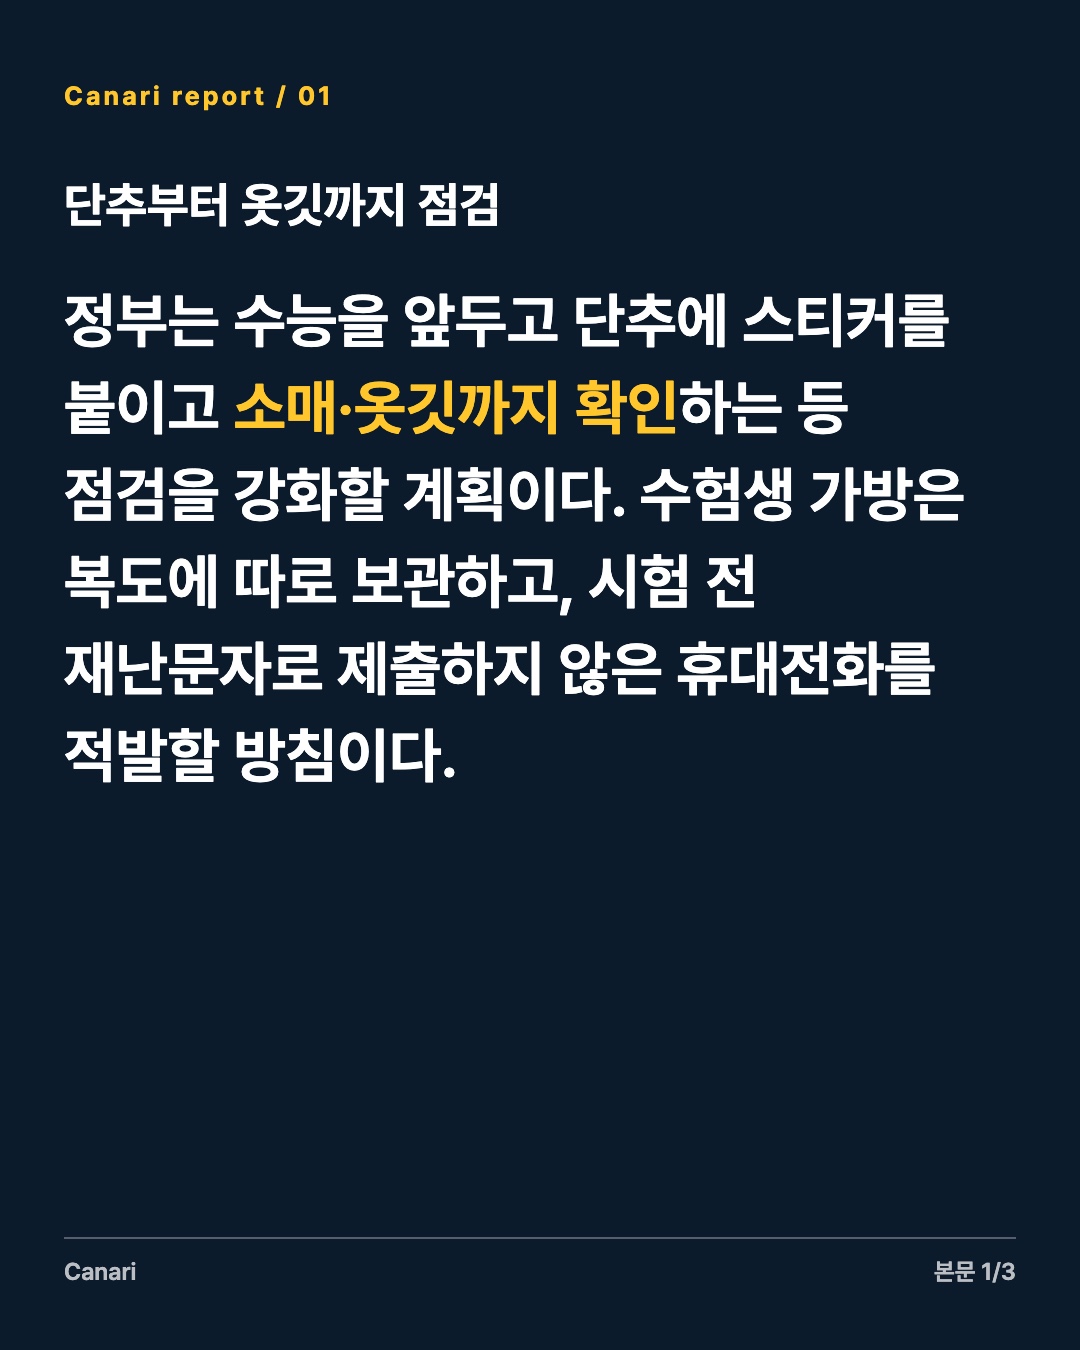 Canari report / 01
단추부터 옷깃까지 점검
정부는 수능을 앞두고 단추에 스티커를
붙이고 소매·옷깃까지 확인하는 등
점검을 강화할 계획이다. 수험생 가방은
복도에 따로 보관하고, 시험 전
재난문자로 제출하지 않은 휴대전화를
적발할 방침이다.
Canari
본문 1/3